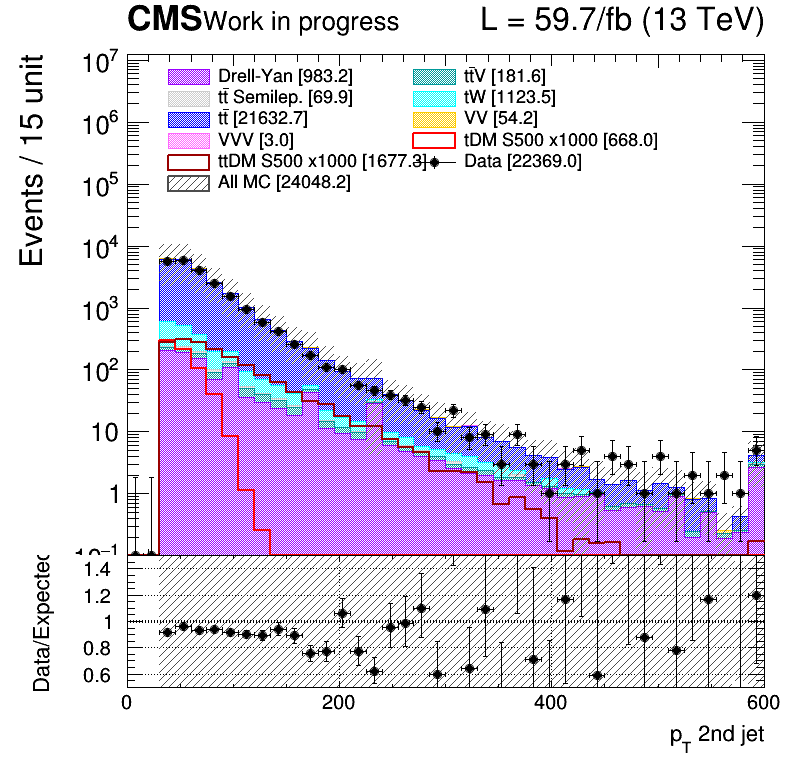 CMS Work in progress L = 59.7/fb (13 TeV)
Events / 15 unit
10⁷
10⁶
10⁵
10⁴
10³
10²
10
1
10⁻¹
Drell-Yan [983.2] tt̄V [181.6]
tt̄ Semilep. [69.9] tW [1123.5]
tt̄ [21632.7] VV [54.2]
VVV [3.0] tDM S500 x1000 [668.0]
ttDM S500 x1000 [1677.3] Data [22369.0]
All MC [24048.2]
Data/Expected
1.4
1.2
1
0.8
0.6
0 200 400 600
p_T 2nd jet